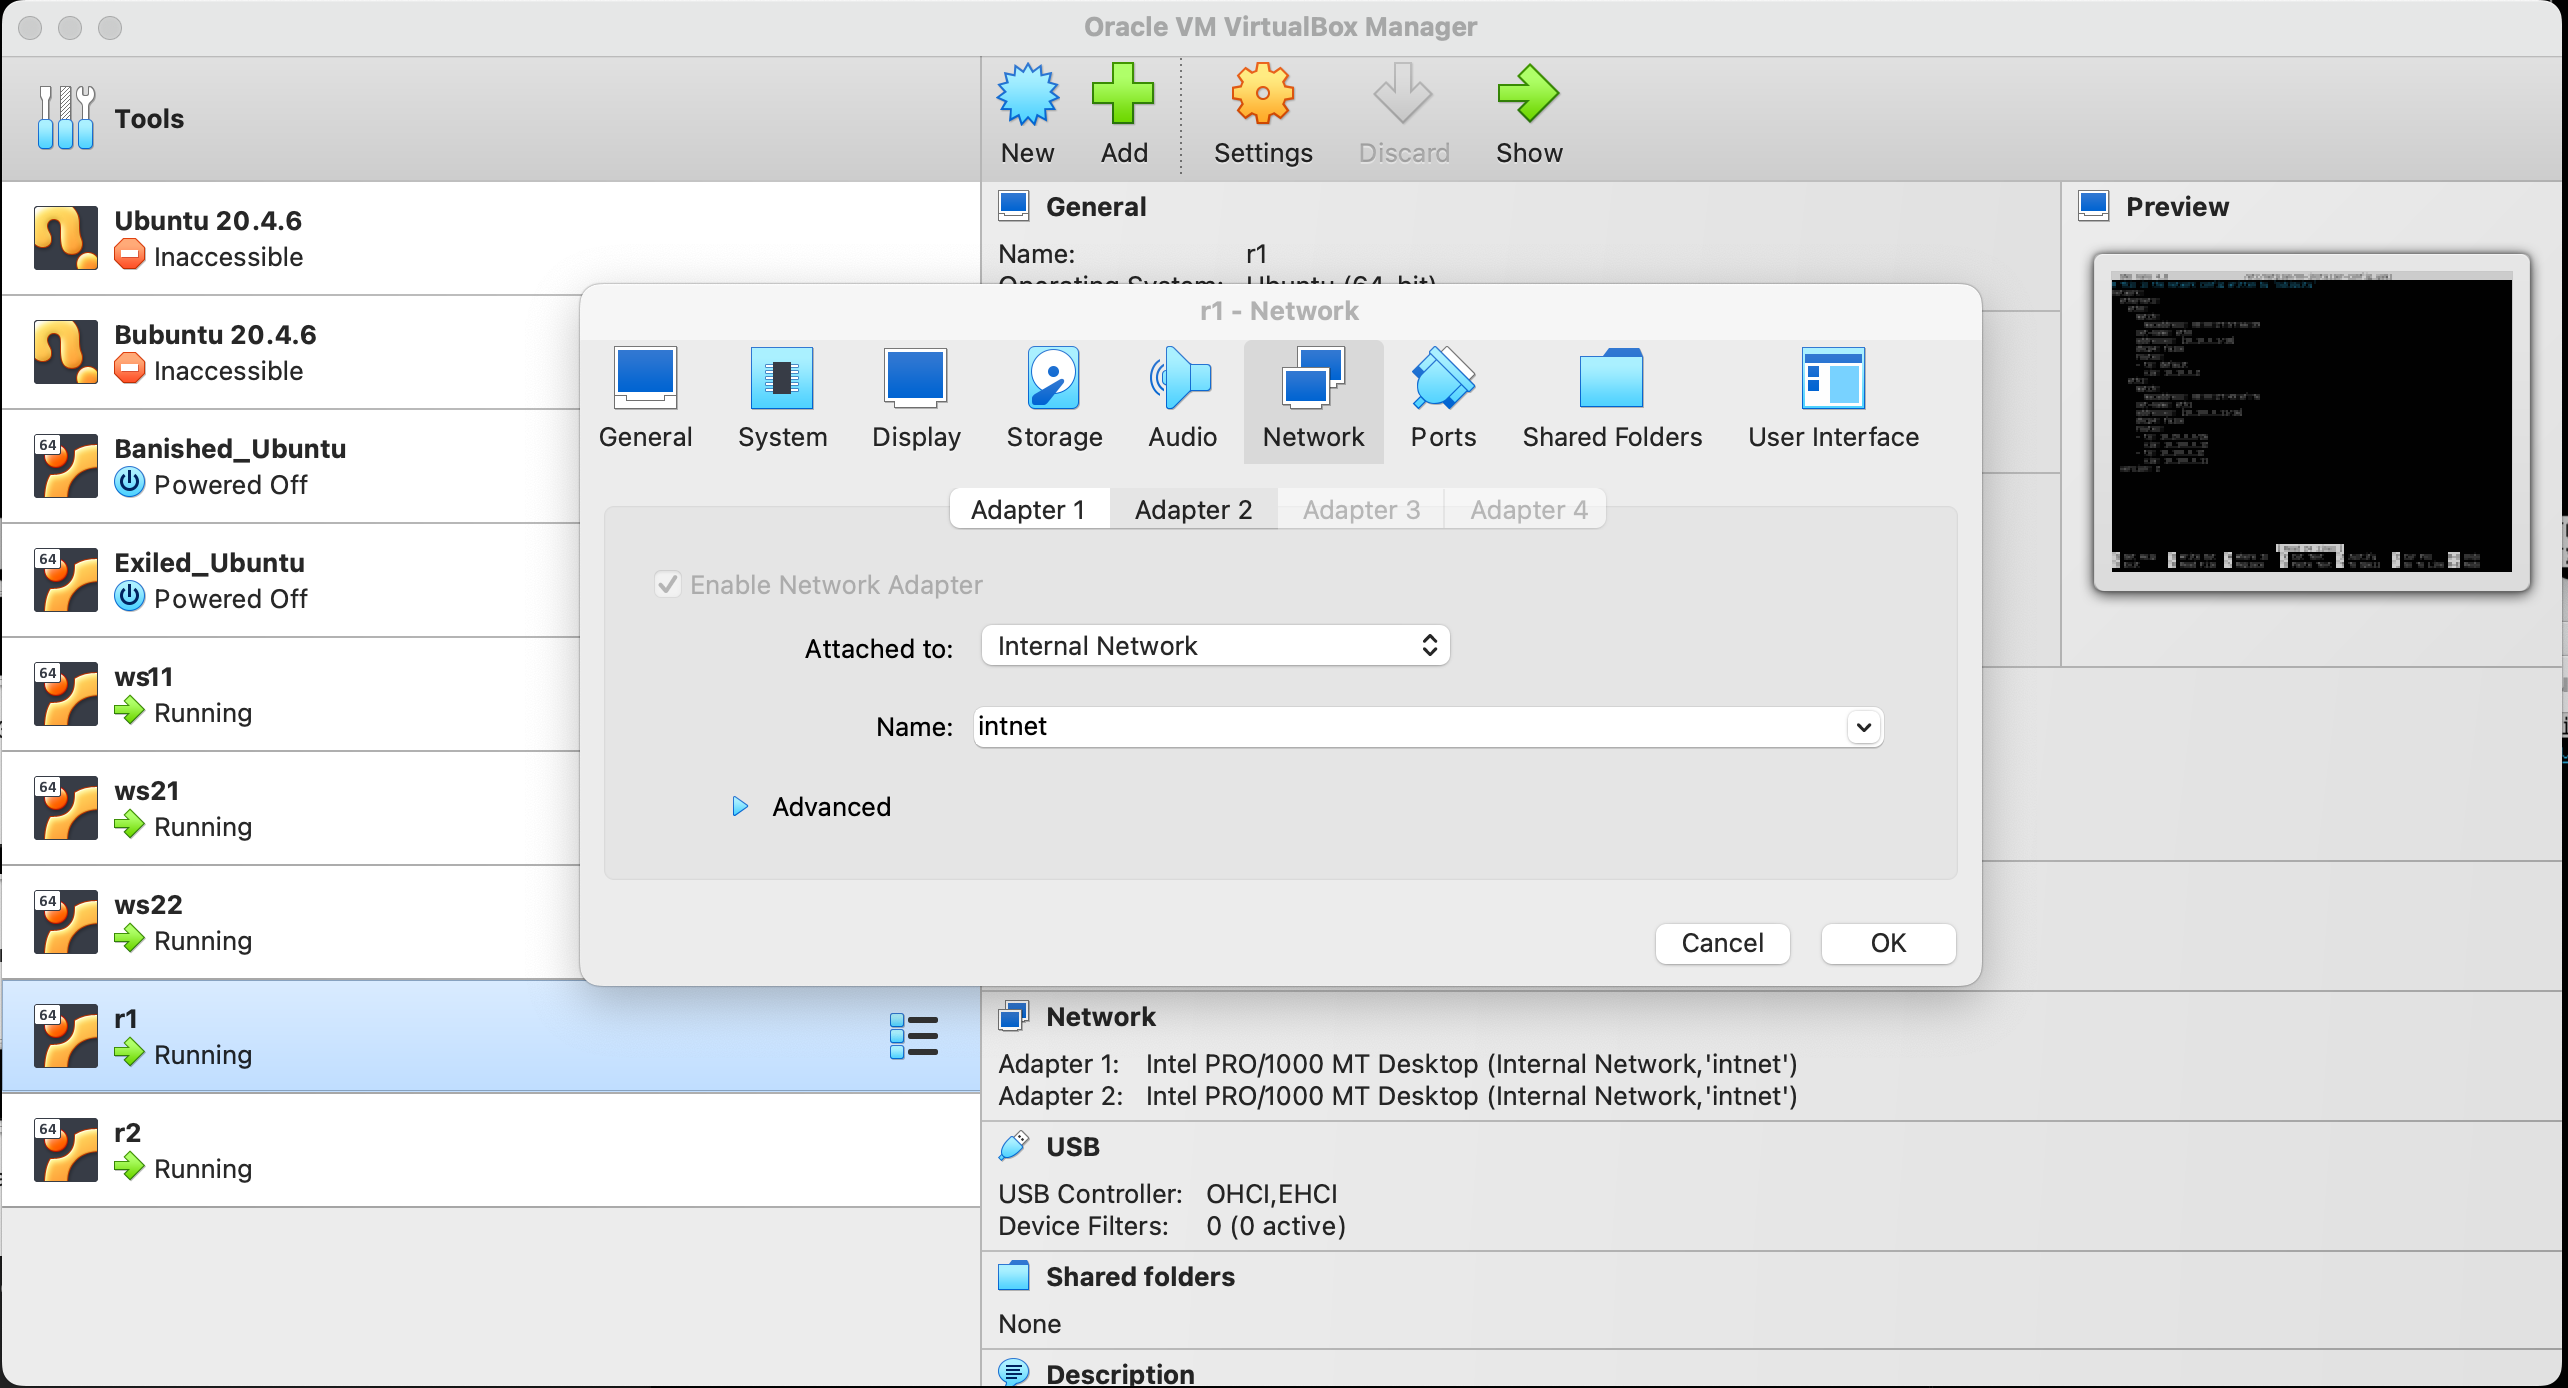 Oracle VM VirtualBox Manager
Tools
New
Add
Settings
Discard
Show
Ubuntu 20.4.6
Inaccessible
Bubuntu 20.4.6
Inaccessible
64
Banished_Ubuntu
Powered Off
64
Exiled_Ubuntu
Powered Off
64
ws11
Running
64
ws21
Running
64
ws22
Running
64
r1
Running
64
r2
Running
General
Name: r1
Operating System: Ubuntu (64-bit)
Preview
r1 - Network
General
System
Display
Storage
Audio
Network
Ports
Shared Folders
User Interface
Adapter 1
Adapter 2
Adapter 3
Adapter 4
Enable Network Adapter
Attached to: Internal Network
Name: intnet
Advanced
Cancel
OK
Network
Adapter 1: Intel PRO/1000 MT Desktop (Internal Network,'intnet')
Adapter 2: Intel PRO/1000 MT Desktop (Internal Network,'intnet')
USB
USB Controller: OHCI,EHCI
Device Filters: 0 (0 active)
Shared folders
None
Description